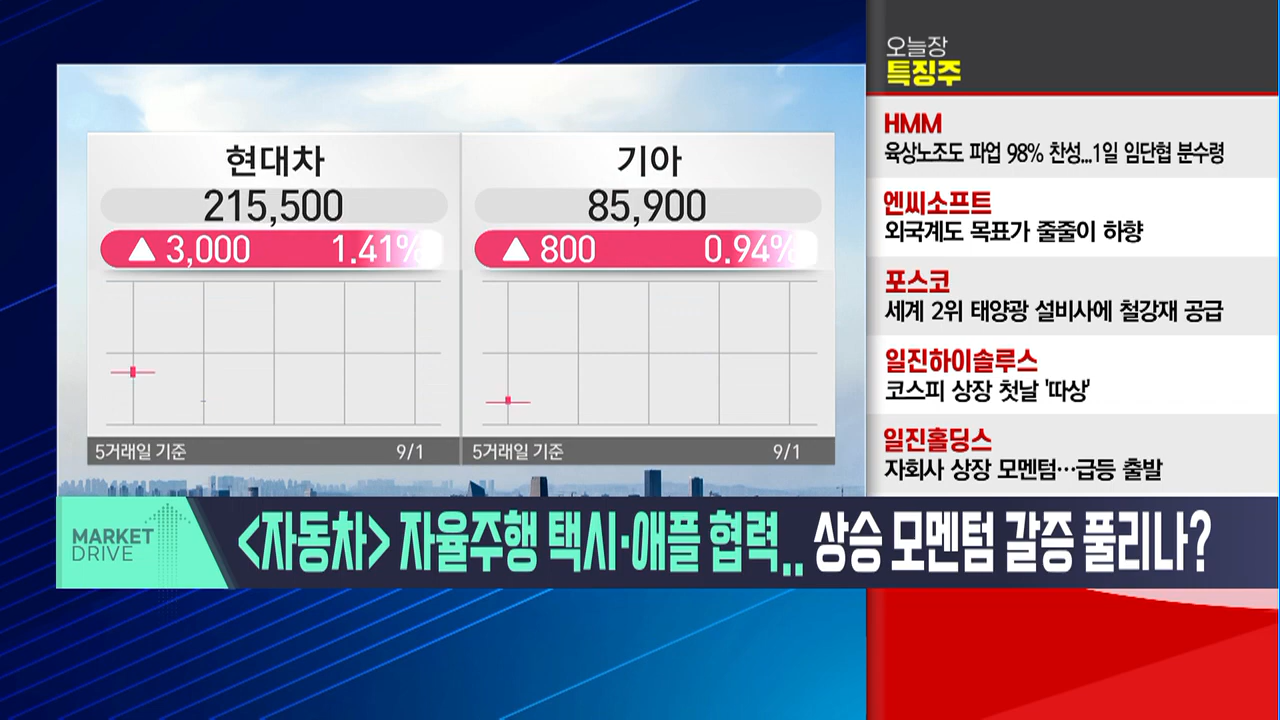 현대차
215,500
▲ 3,000 1.41%
5거래일 기준 9/1
기아
85,900
▲ 800 0.94%
5거래일 기준 9/1
오늘장
특징주
HMM
육상노조도 파업 98% 찬성...1일 임단협 분수령
엔씨소프트
외국계도 목표가 줄줄이 하향
포스코
세계 2위 태양광 설비사에 철강재 공급
일진하이솔루스
코스피 상장 첫날 '따상'
일진홀딩스
자회사 상장 모멘텀…급등 출발
MARKET
DRIVE
<자동차> 자율주행 택시·애플 협력.. 상승 모멘텀 갈증 풀리나?